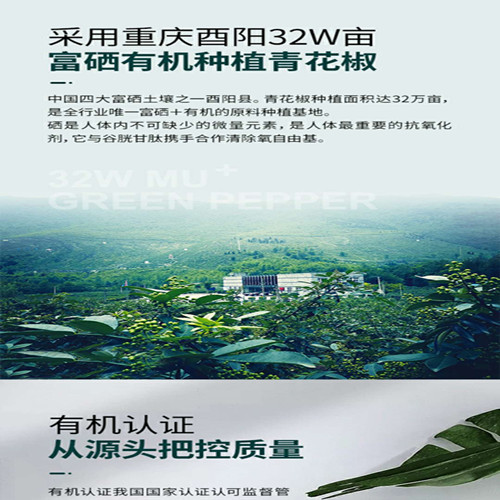 采用重庆酉阳32W亩
富硒有机种植青花椒
中国四大富硒土壤之一酉阳县。青花椒种植面积达32万亩，
是全行业唯一富硒＋有机的原料种植基地。
硒是人体内不可缺少的微量元素，是人体最重要的抗氧化
剂，它与谷胱甘肽携手合作清除氧自由基。
32W MU+
GREEN PEPPER
有机认证
从源头把控质量
有机认证我国国家认证认可监督管